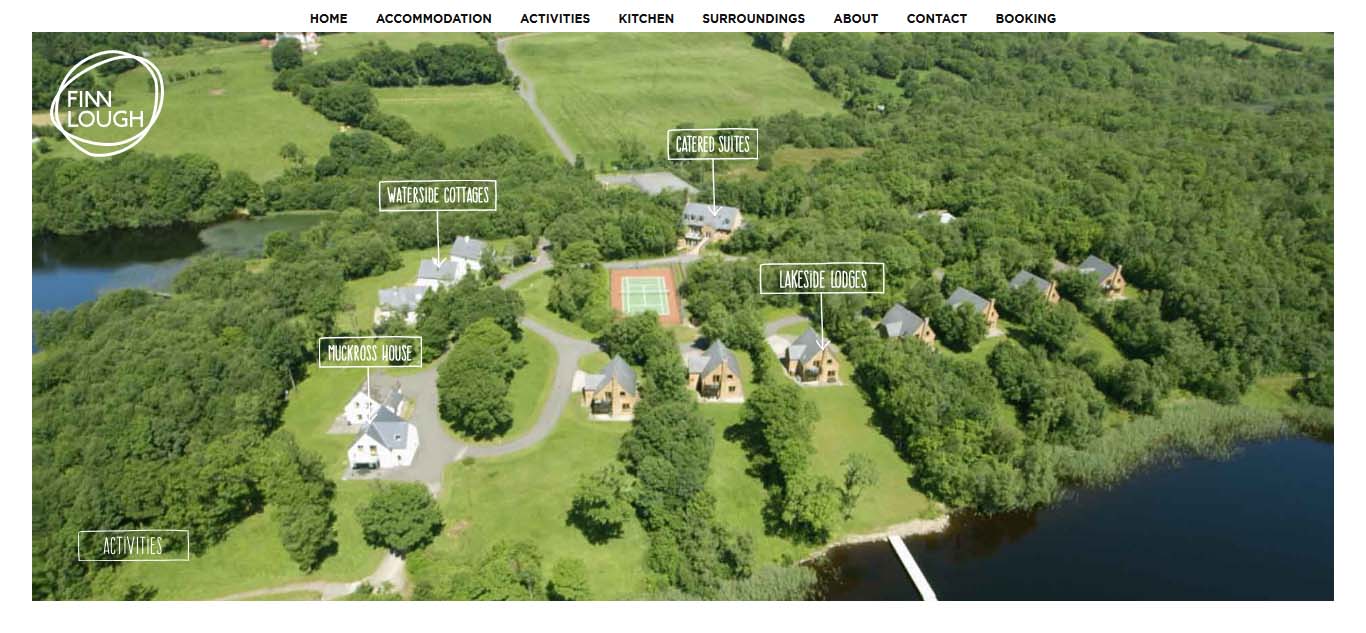 HOME
ACCOMMODATION
ACTIVITIES
KITCHEN
SURROUNDINGS
ABOUT
CONTACT
BOOKING
FINN
LOUGH
CATERED SUITES
WATERSIDE COTTAGES
LAKESIDE LODGES
MUCKROSS HOUSE
ACTIVITIES